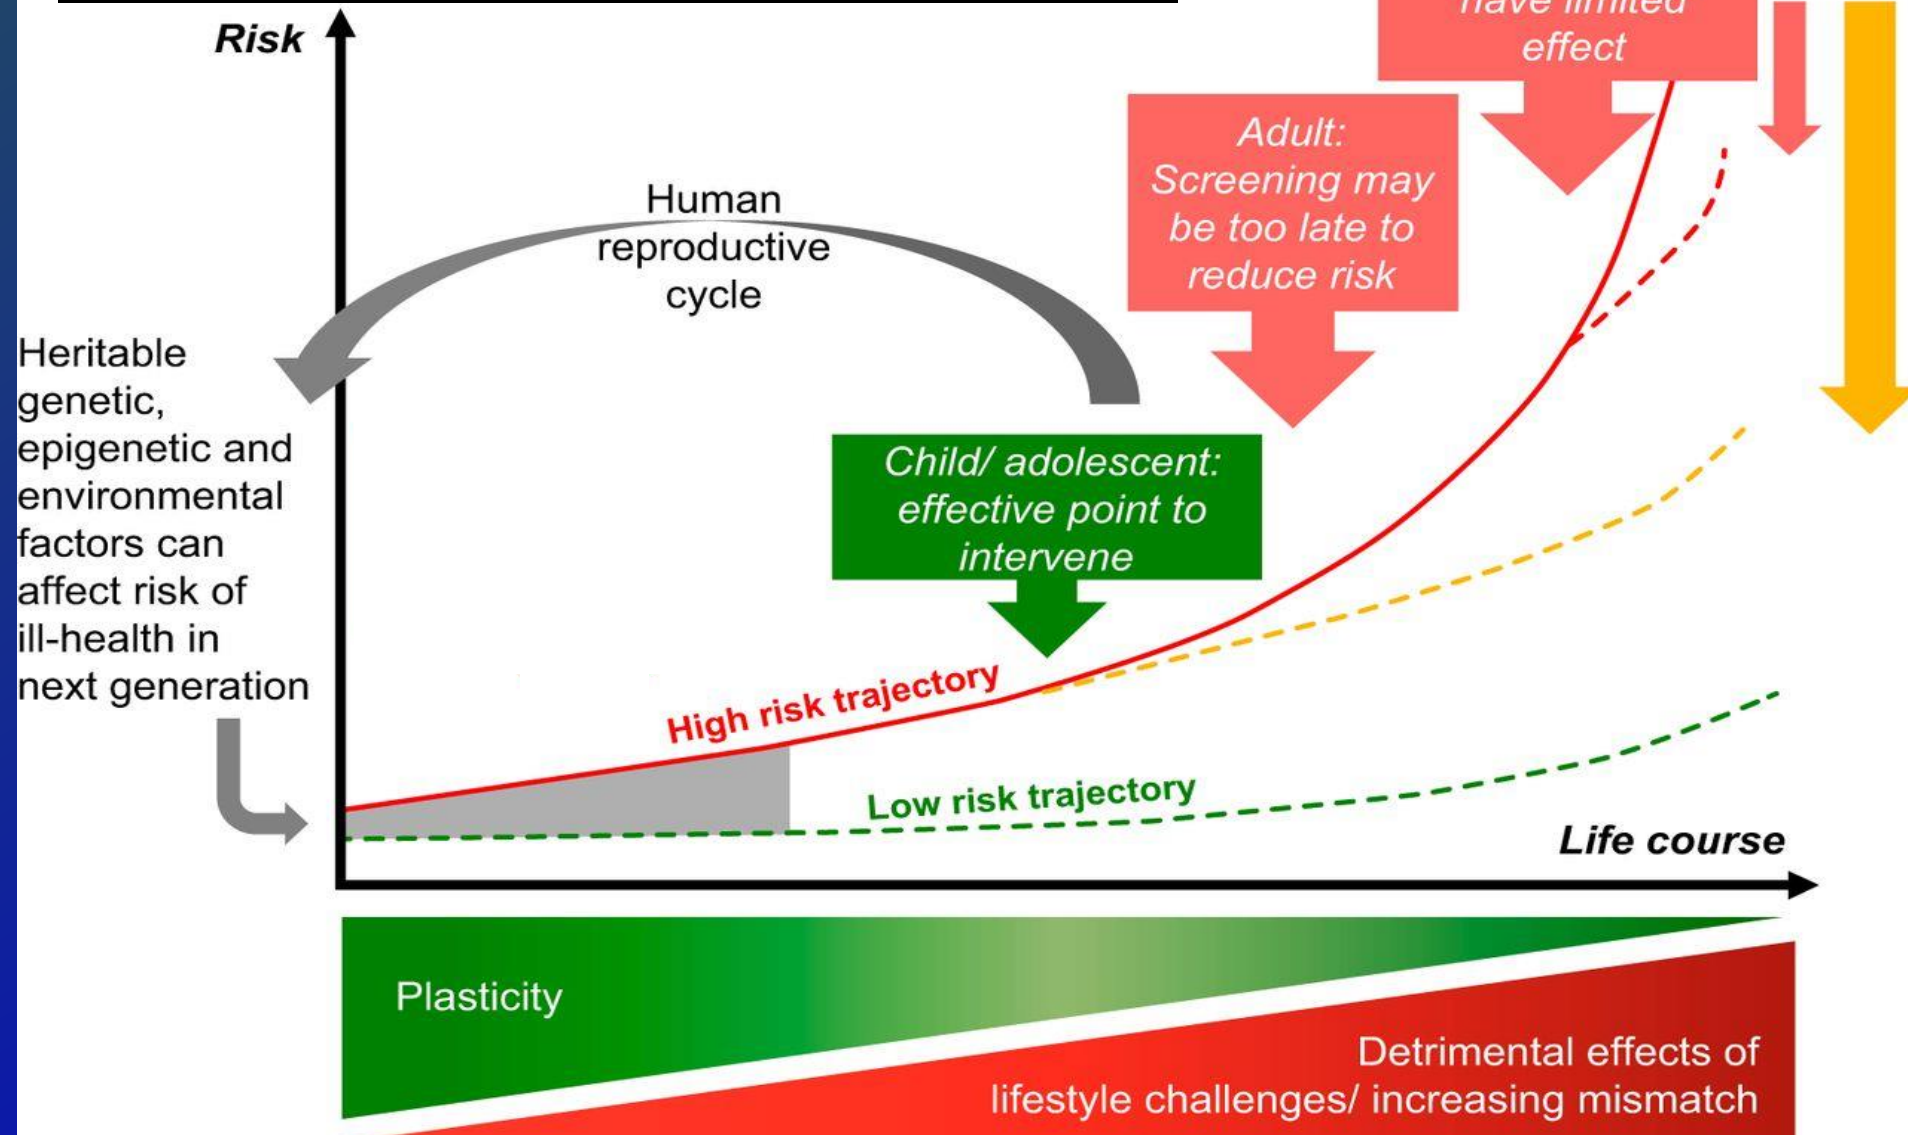 have limited
effect
Risk
Adult:
Screening may
be too late to
reduce risk
Human
reproductive
cycle
Heritable
genetic,
epigenetic and
environmental
factors can
affect risk of
ill-health in
next generation
Child/ adolescent:
effective point to
intervene
High risk trajectory
Low risk trajectory
Life course
Plasticity
Detrimental effects of
lifestyle challenges/ increasing mismatch